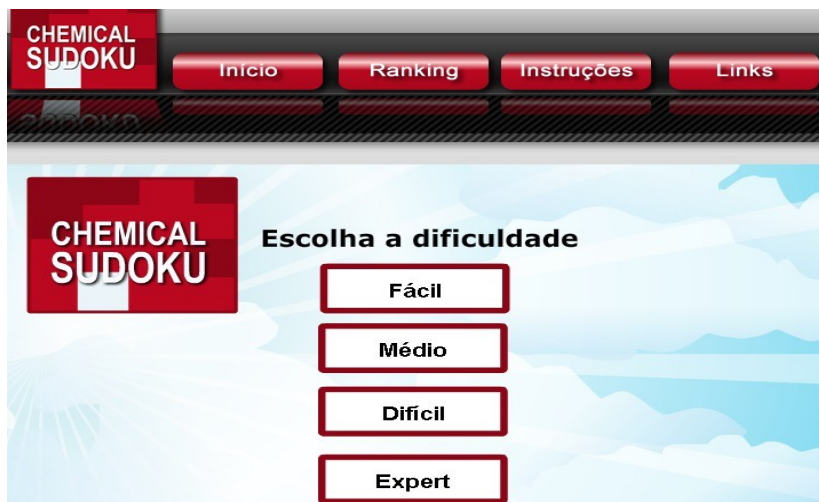 CHEMICAL
SUDOKU
Início Ranking Instruções Links
CHEMICAL
SUDOKU
Escolha a dificuldade
Fácil
Médio
Difícil
Expert